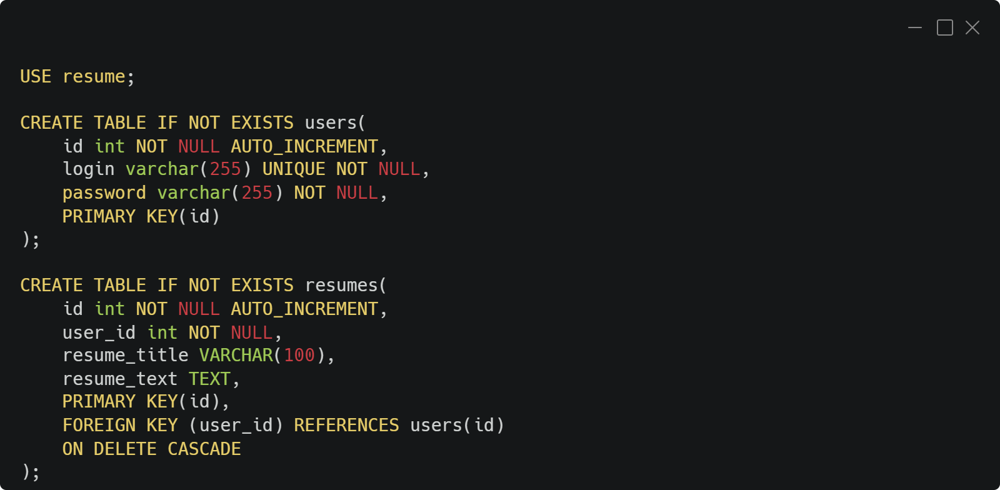 USE resume;

CREATE TABLE IF NOT EXISTS users(
    id int NOT NULL AUTO_INCREMENT,
    login varchar(255) UNIQUE NOT NULL,
    password varchar(255) NOT NULL,
    PRIMARY KEY(id)
);

CREATE TABLE IF NOT EXISTS resumes(
    id int NOT NULL AUTO_INCREMENT,
    user_id int NOT NULL,
    resume_title VARCHAR(100),
    resume_text TEXT,
    PRIMARY KEY(id),
    FOREIGN KEY (user_id) REFERENCES users(id)
    ON DELETE CASCADE
);